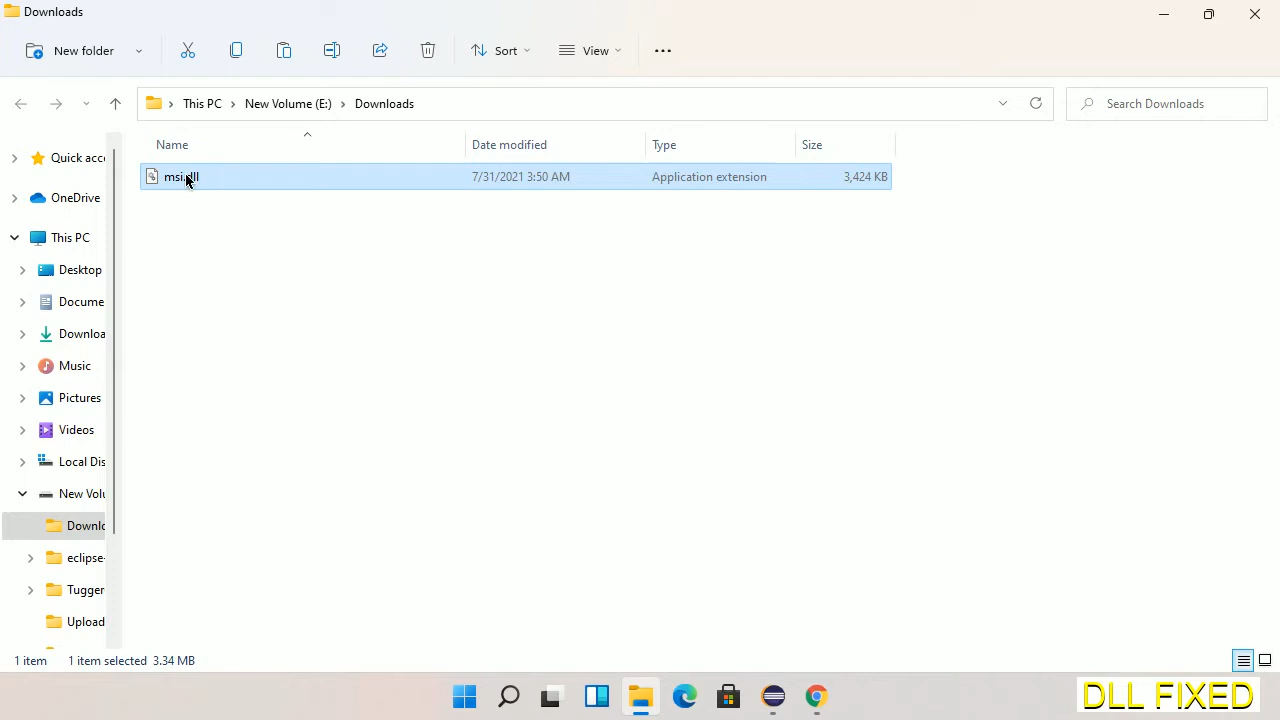 Downloads
New folder
Sort
View
This PC
New Volume (E:)
Downloads
Search Downloads
Name
Date modified
Type
Size
msi.dll
7/31/2021 3:50 AM
Application extension
3,424 KB
Quick acc
OneDrive
This PC
Desktop
Docume
Downloa
Music
Pictures
Videos
Local Dis
New Volu
Downlo
eclipse-
Tugger
Upload
1 item
1 item selected 3.34 MB
DLL FIXED